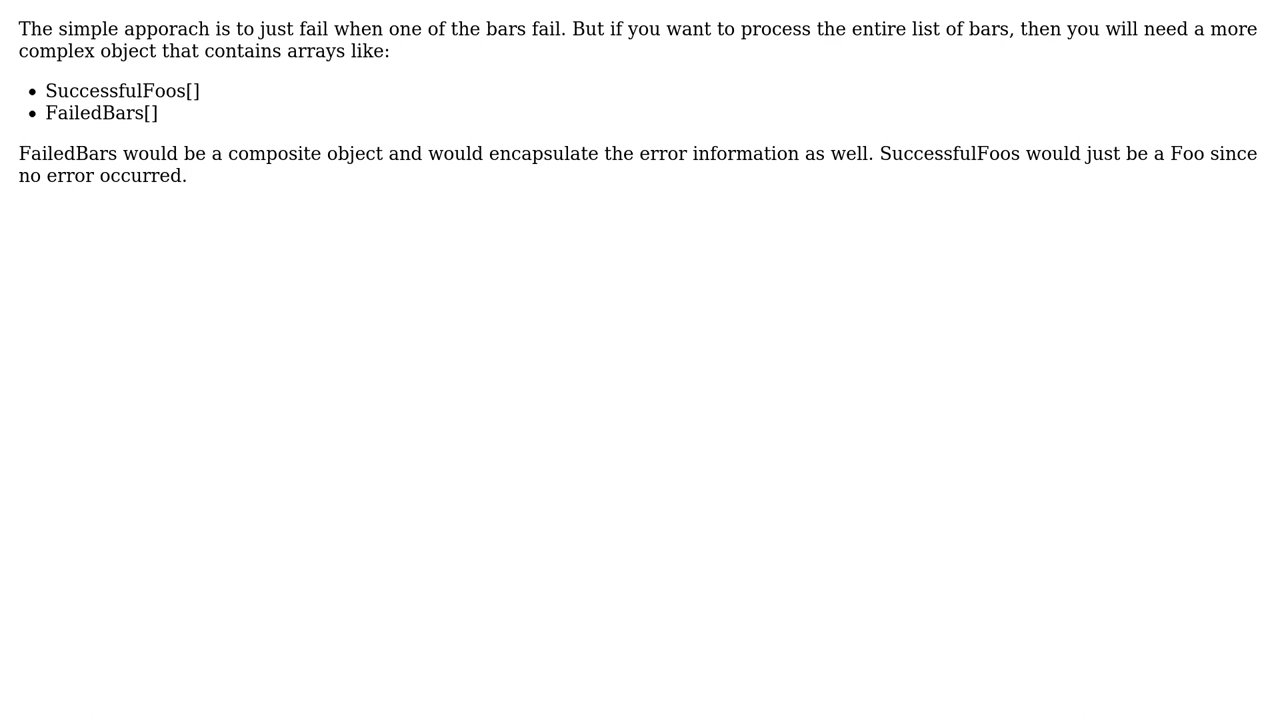 The simple apporach is to just fail when one of the bars fail. But if you want to process the entire list of bars, then you will need a more
complex object that contains arrays like:
• SuccessfulFoos[]
• FailedBars[]
FailedBars would be a composite object and would encapsulate the error information as well. SuccessfulFoos would just be a Foo since
no error occurred.